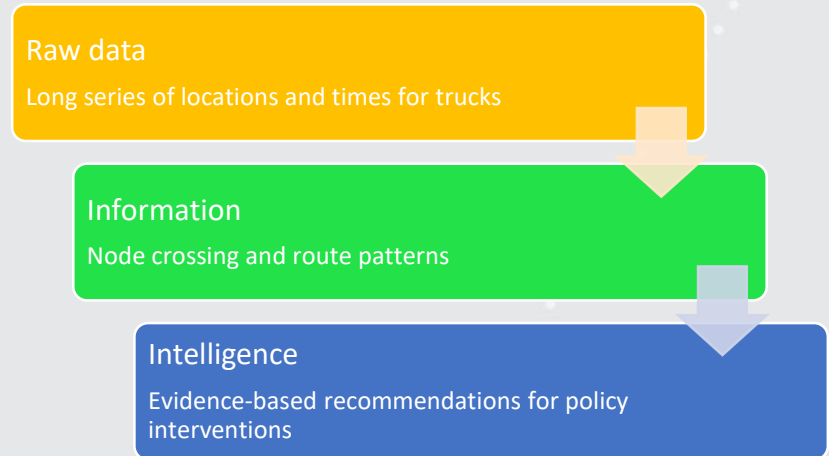 Raw data
Long series of locations and times for trucks
Information
Node crossing and route patterns
Intelligence
Evidence-based recommendations for policy
interventions